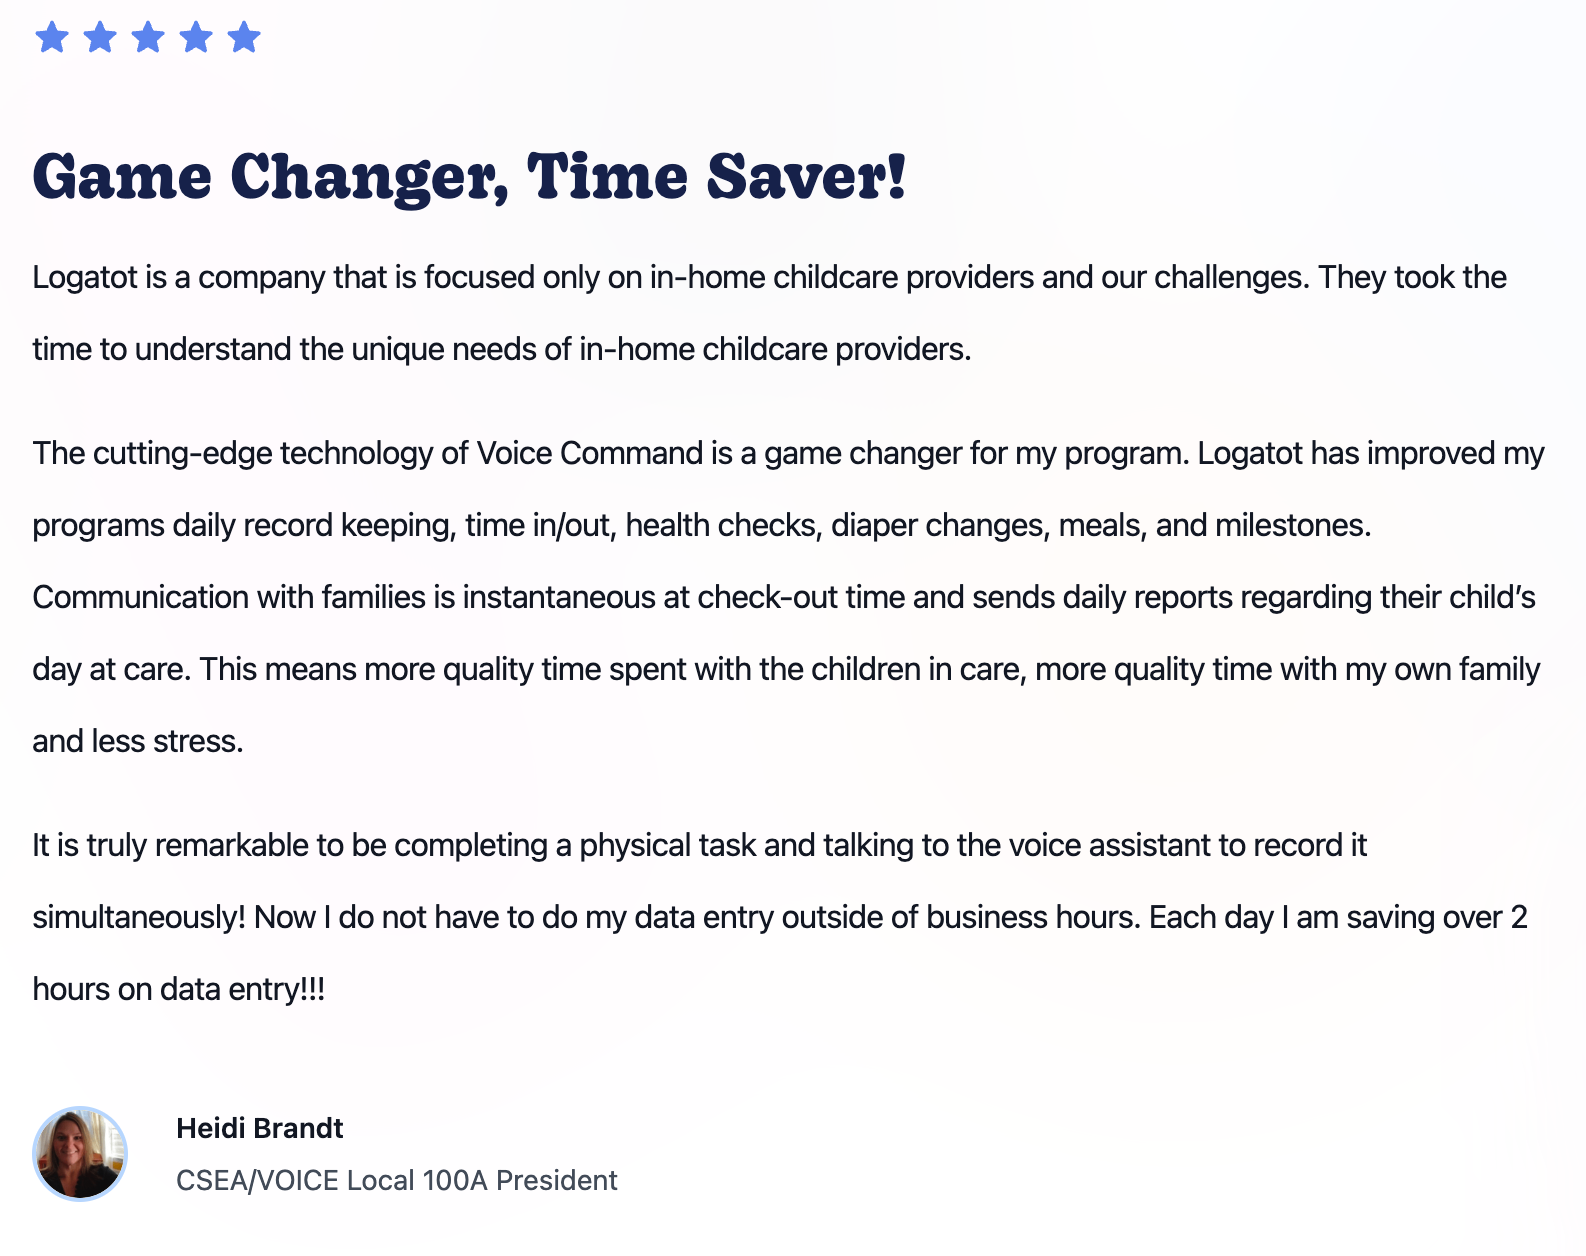 Game Changer, Time Saver!
Logatot is a company that is focused only on in-home childcare providers and our challenges. They took the
time to understand the unique needs of in-home childcare providers.
The cutting-edge technology of Voice Command is a game changer for my program. Logatot has improved my
programs daily record keeping, time in/out, health checks, diaper changes, meals, and milestones.
Communication with families is instantaneous at check-out time and sends daily reports regarding their child’s
day at care. This means more quality time spent with the children in care, more quality time with my own family
and less stress.
It is truly remarkable to be completing a physical task and talking to the voice assistant to record it
simultaneously! Now I do not have to do my data entry outside of business hours. Each day I am saving over 2
hours on data entry!!!
Heidi Brandt
CSEA/VOICE Local 100A President